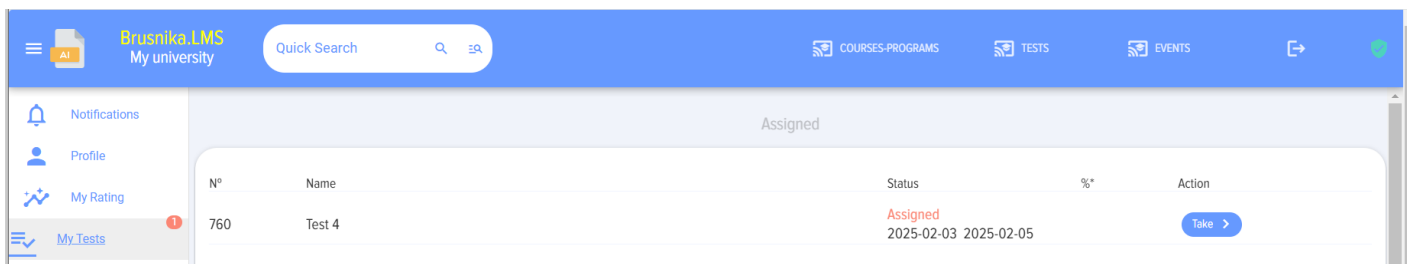 AI
Brusnika.LMS
My university
Quick Search
COURSES-PROGRAMS
TESTS
EVENTS
Notifications
Profile
My Rating
1
My Tests
Assigned
Nº Name Status %* Action
760 Test 4 Assigned Take
2025-02-03 2025-02-05